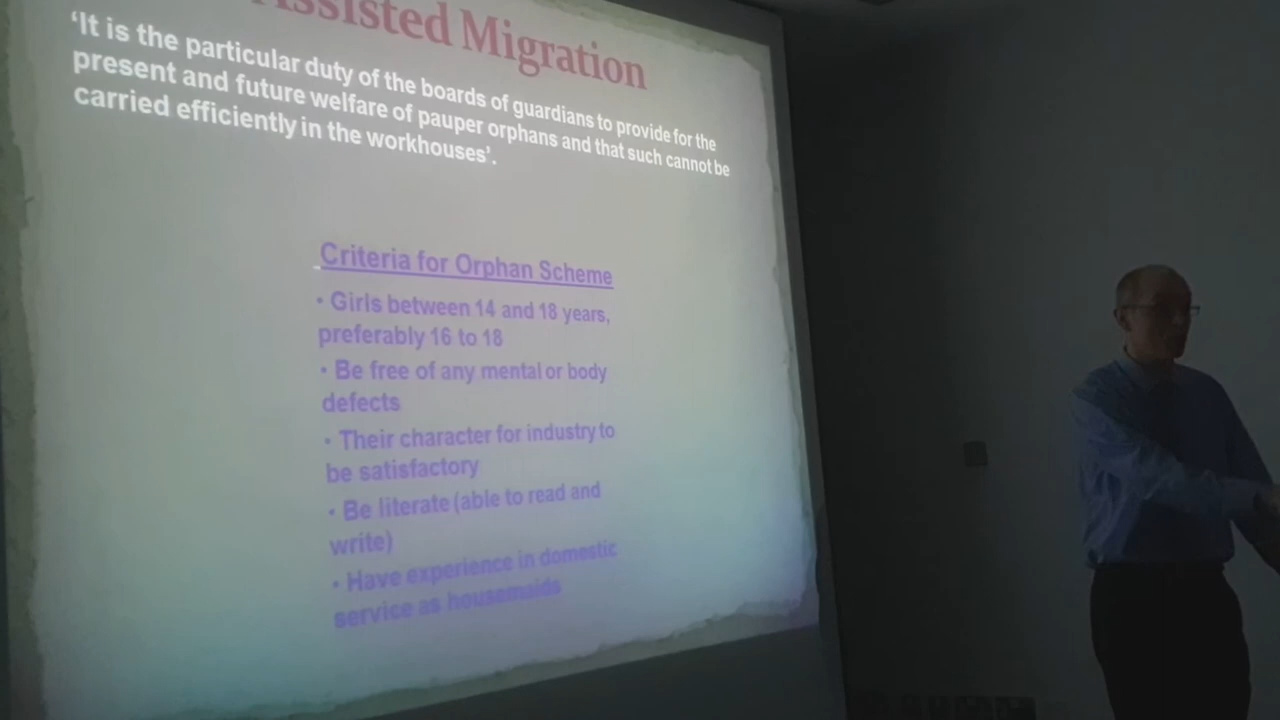 Assisted Migration
‘It is the particular duty of the boards of guardians to provide for the
present and future welfare of pauper orphans and that such cannot be
carried efficiently in the workhouses’.
Criteria for Orphan Scheme
• Girls between 14 and 18 years,
preferably 16 to 18
• Be free of any mental or body
defects
• Their character for industry to
be satisfactory
• Be literate (able to read and
write)
• Have experience in domestic
service as housemaids